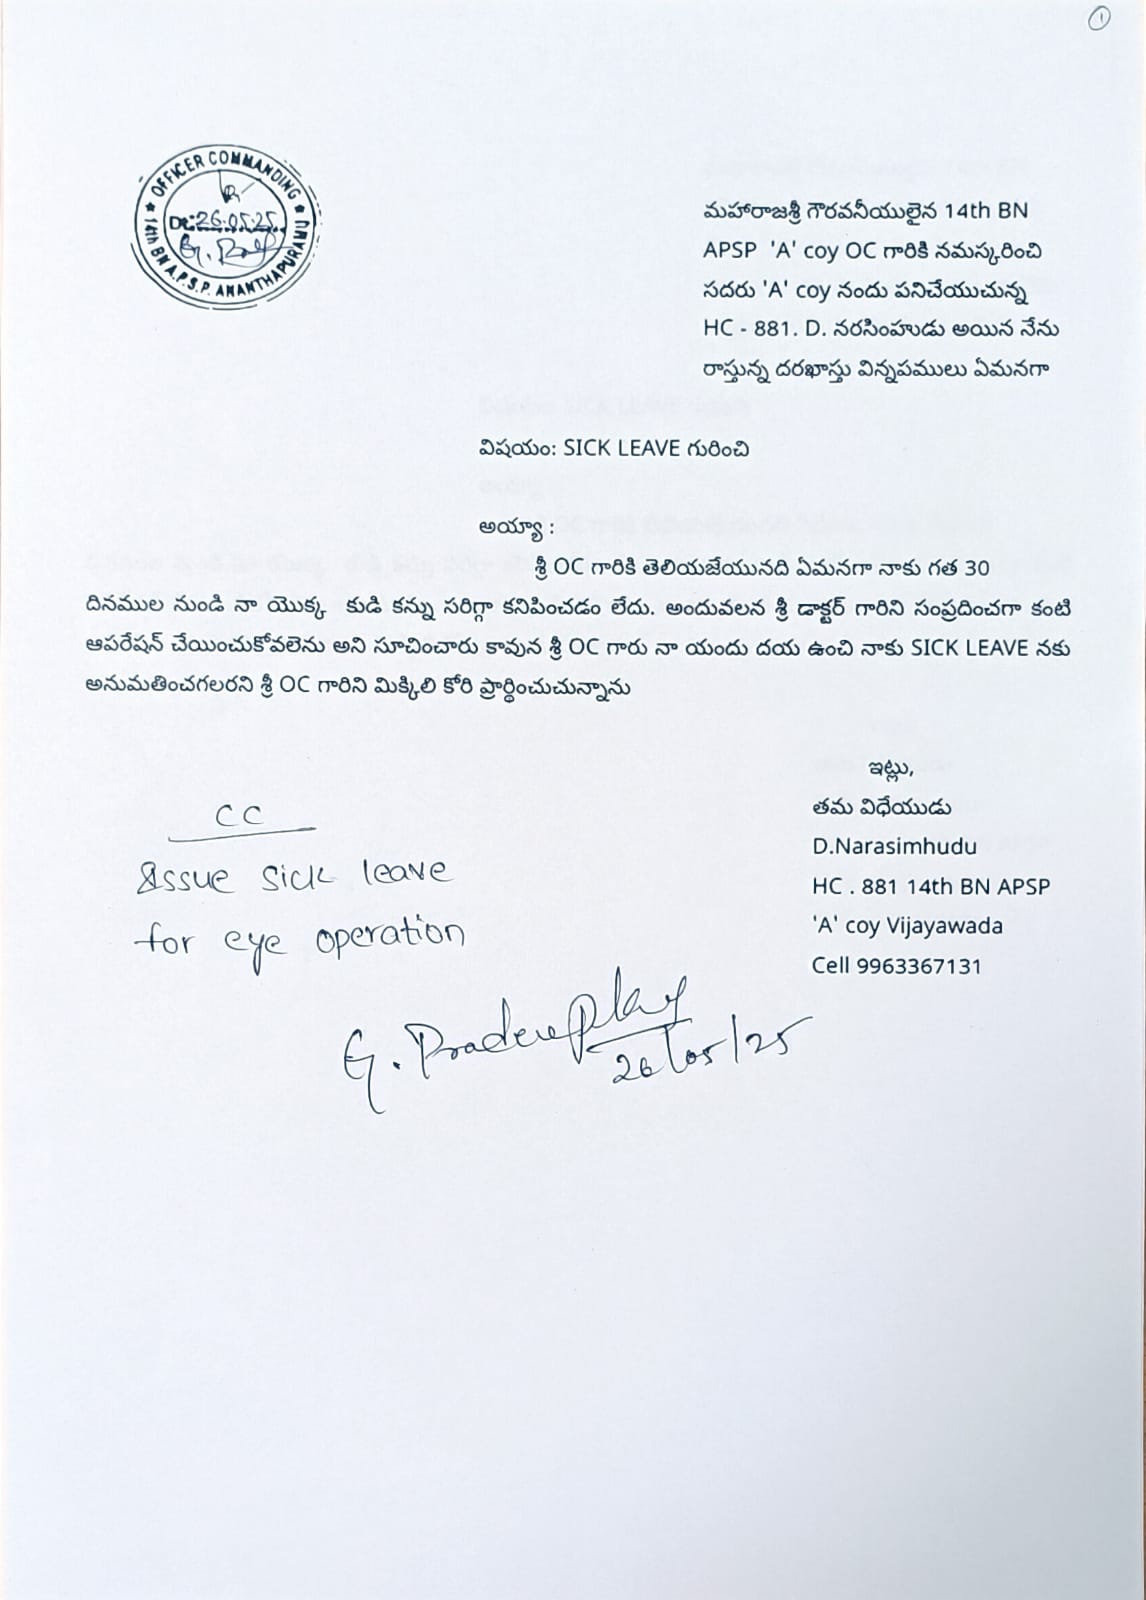 1
OFFICER COMMANDING
Dt: 26.05.25
14th BN A.P.S.P. ANANTHAPURAMU
మహారాజశ్రీ గౌరవనీయులైన 14th BN
APSP 'A' coy OC గారికి నమస్కరించి
సదరు 'A' coy నందు పనిచేయుచున్న
HC - 881. D. నరసింహుడు అయిన నేను
రాస్తున్న దరఖాస్తు విన్నపములు ఏమనగా
విషయం: SICK LEAVE గురించి
అయ్యా :
శ్రీ OC గారికి తెలియజేయునది ఏమనగా నాకు గత 30
దినముల నుండి నా యొక్క కుడి కన్ను సరిగ్గా కనిపించడం లేదు. అందువలన శ్రీ డాక్టర్ గారిని సంప్రదించగా కంటి
ఆపరేషన్ చేయించుకోవలెను అని సూచించారు కావున శ్రీ OC గారు నా యందు దయ ఉంచి నాకు SICK LEAVE నకు
అనుమతించగలరని శ్రీ OC గారిని మిక్కిలి కోరి ప్రార్థించుచున్నాను
ఇట్లు,
తమ విధేయుడు
D.Narasimhudu
HC . 881 14th BN APSP
'A' coy Vijayawada
Cell 9963367131
CC
Issue sick leave
for eye operation
26/05/25